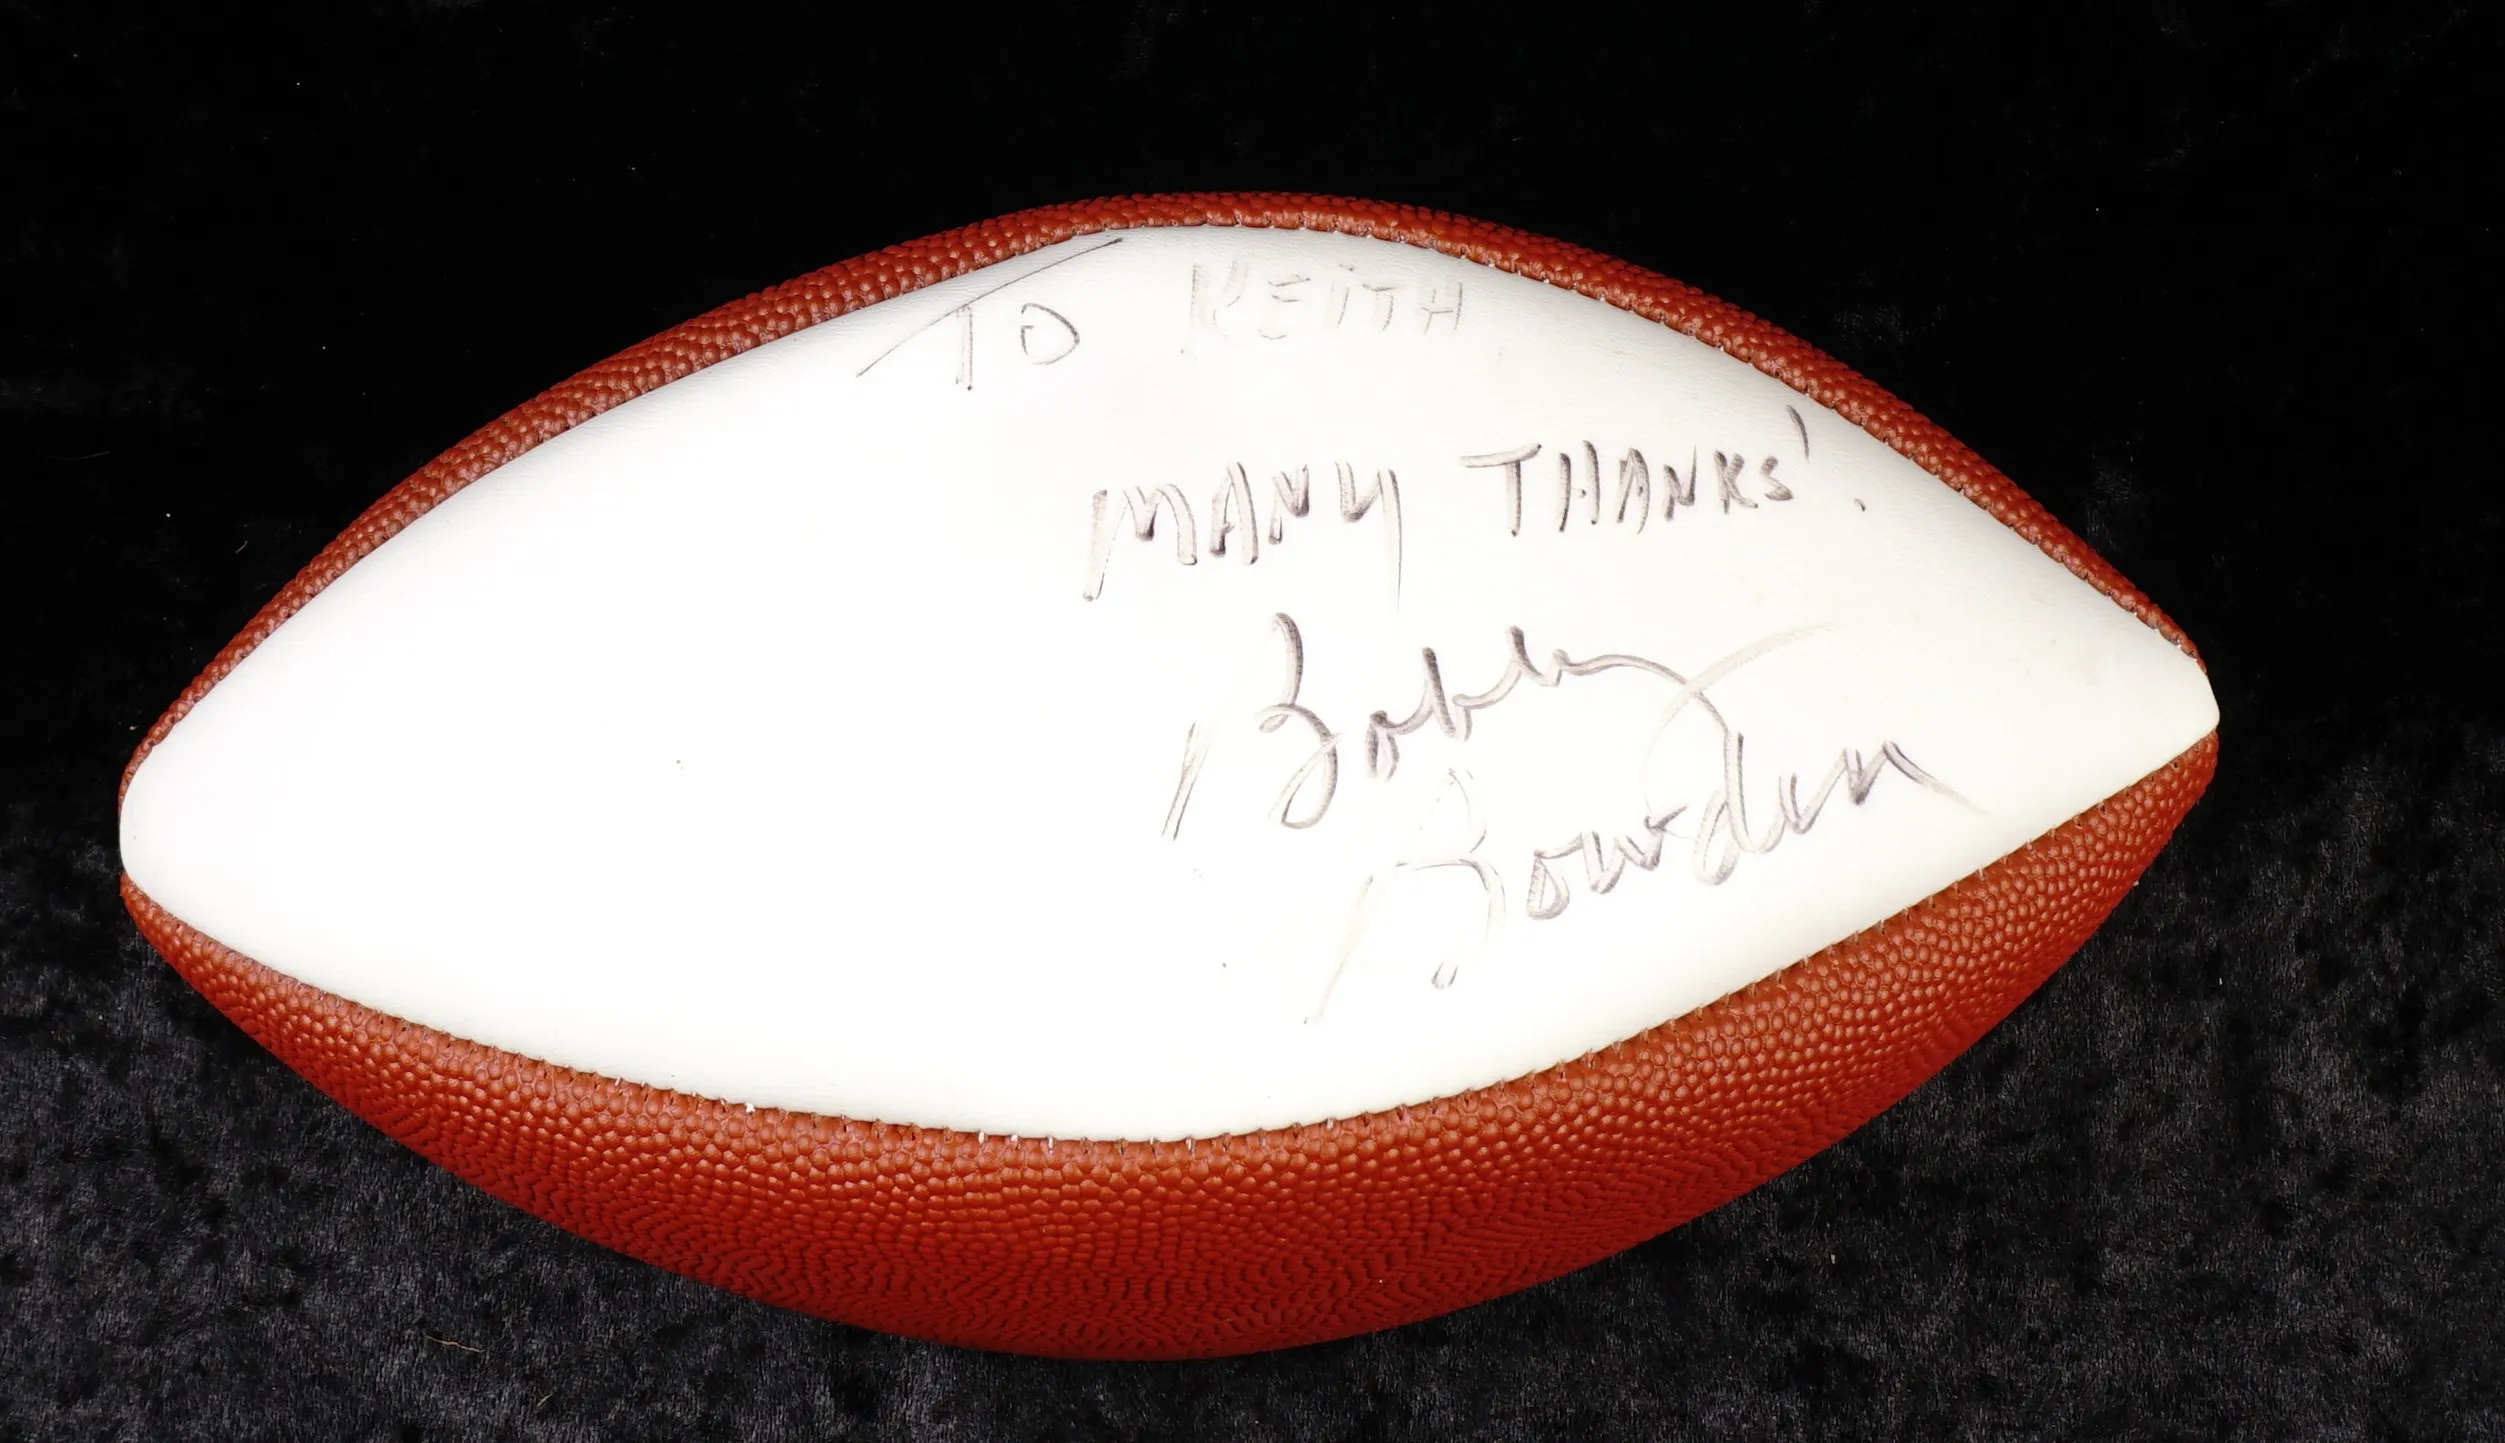 TO KEITH,
MANY THANKS!
Bobby
Bowden